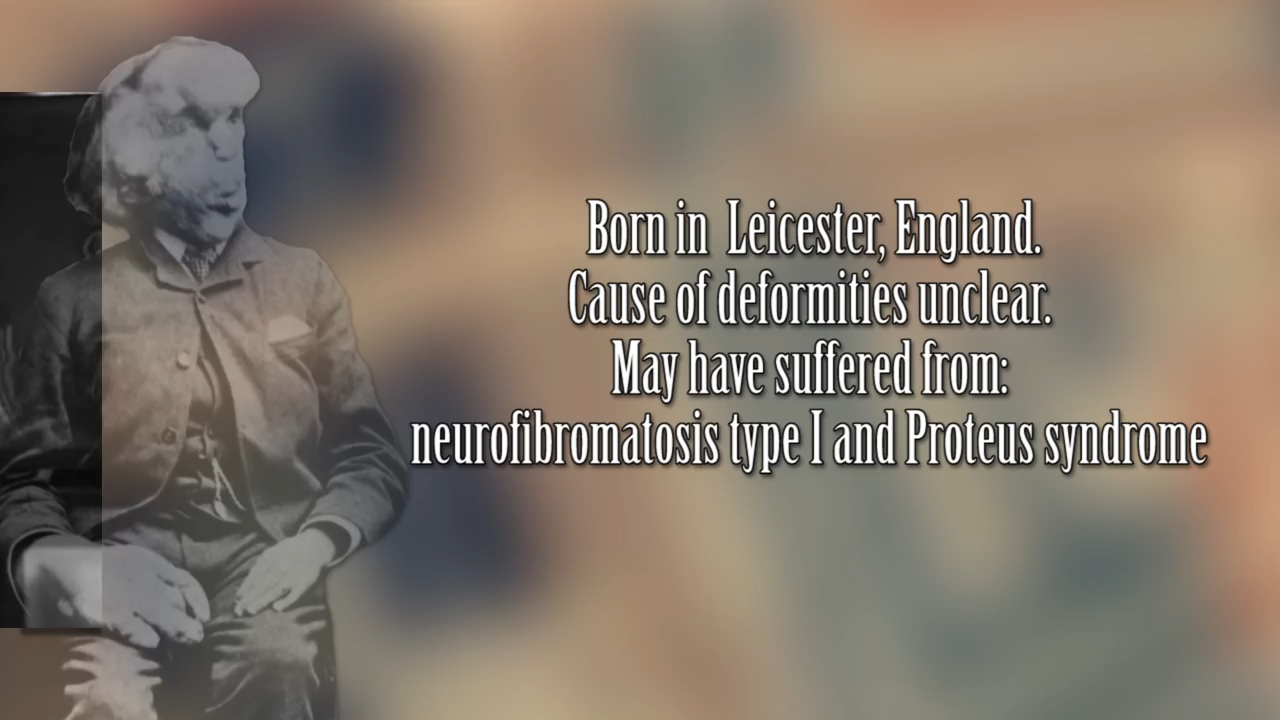 Born in Leicester, England.
Cause of deformities unclear.
May have suffered from:
neurofibromatosis type I and Proteus syndrome